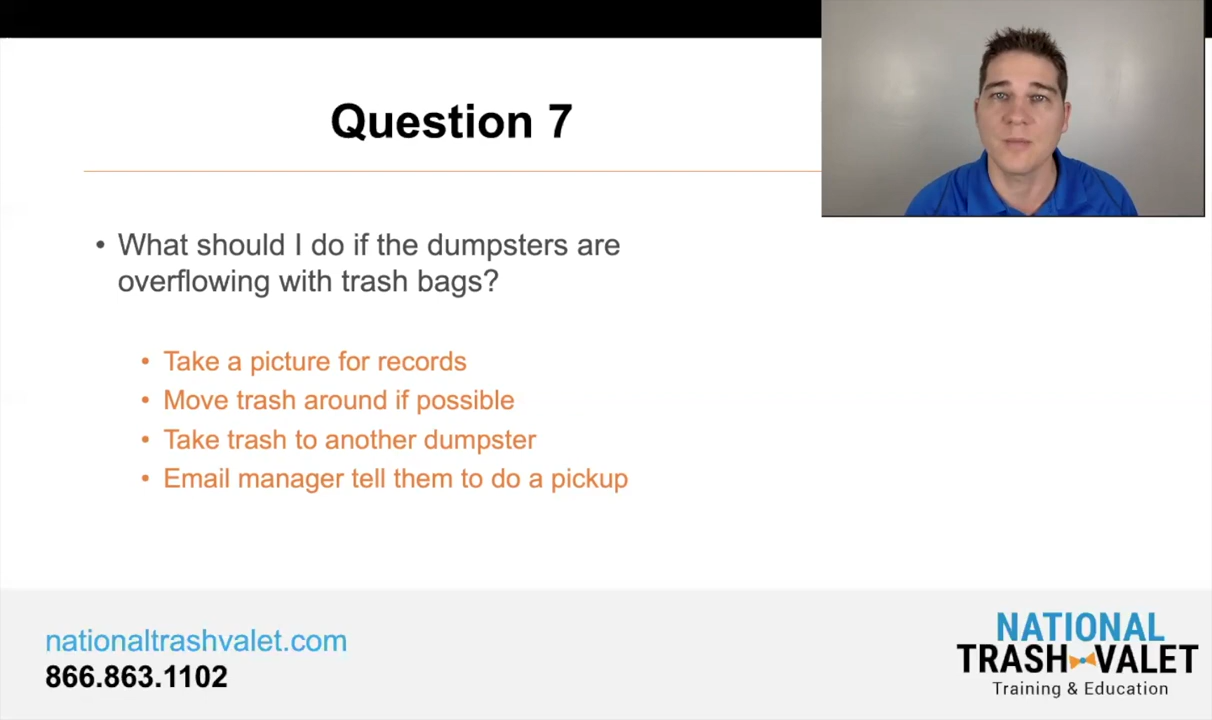 Question 7
• What should I do if the dumpsters are
overflowing with trash bags?
• Take a picture for records
• Move trash around if possible
• Take trash to another dumpster
• Email manager tell them to do a pickup
nationaltrashvalet.com
866.863.1102
NATIONAL
TRASH VALET
Training & Education